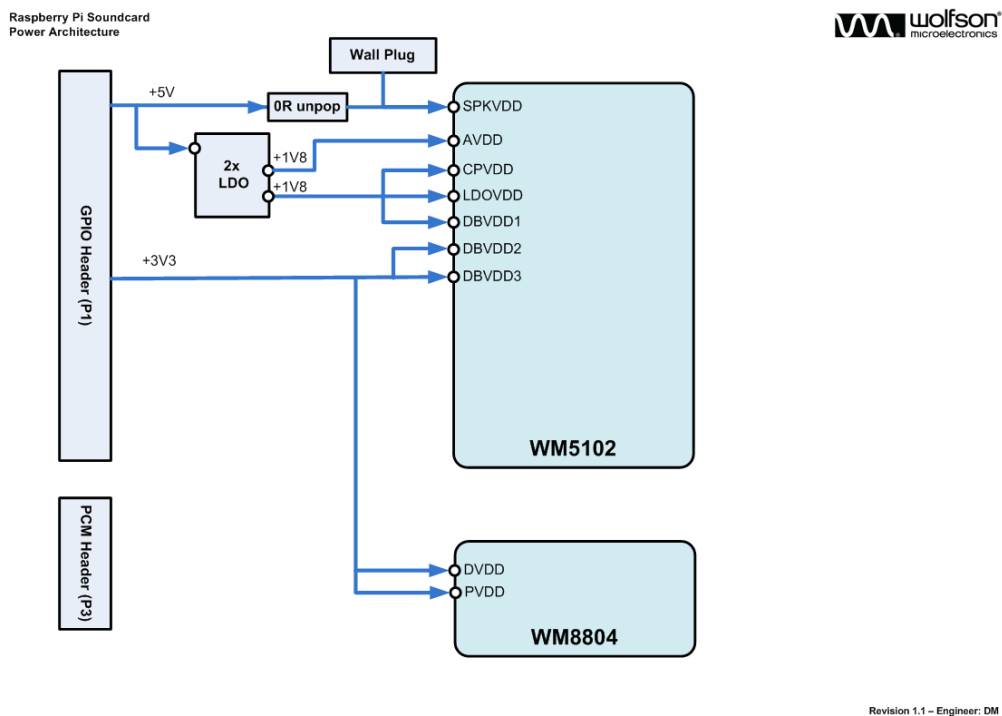 Raspberry Pi Soundcard
Power Architecture
wolfson®
microelectronics
Wall Plug
+5V
0R unpop
SPKVDD
AVDD
2x
LDO
+1V8
CPVDD
+1V8
LDOVDD
DBVDD1
DBVDD2
+3V3
DBVDD3
GPIO Header (P1)
WM5102
PCM Header (P3)
DVDD
PVDD
WM8804
Revision 1.1 – Engineer: DM